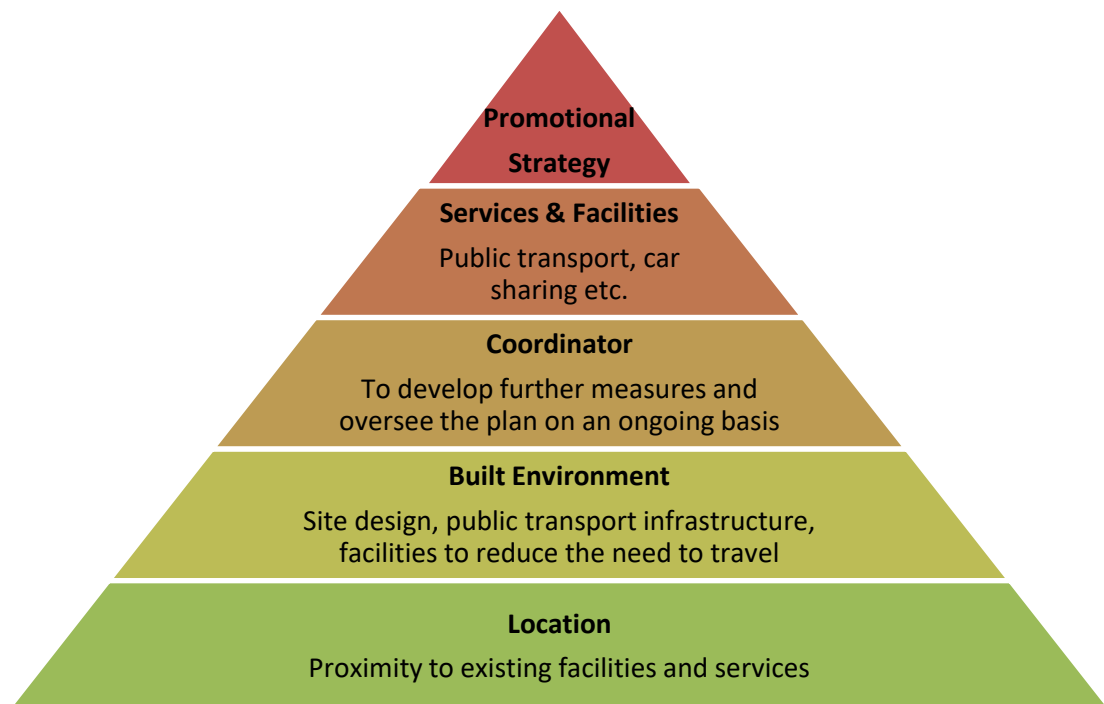 Promotional
Strategy
Services & Facilities
Public transport, car
sharing etc.
Coordinator
To develop further measures and
oversee the plan on an ongoing basis
Built Environment
Site design, public transport infrastructure,
facilities to reduce the need to travel
Location
Proximity to existing facilities and services